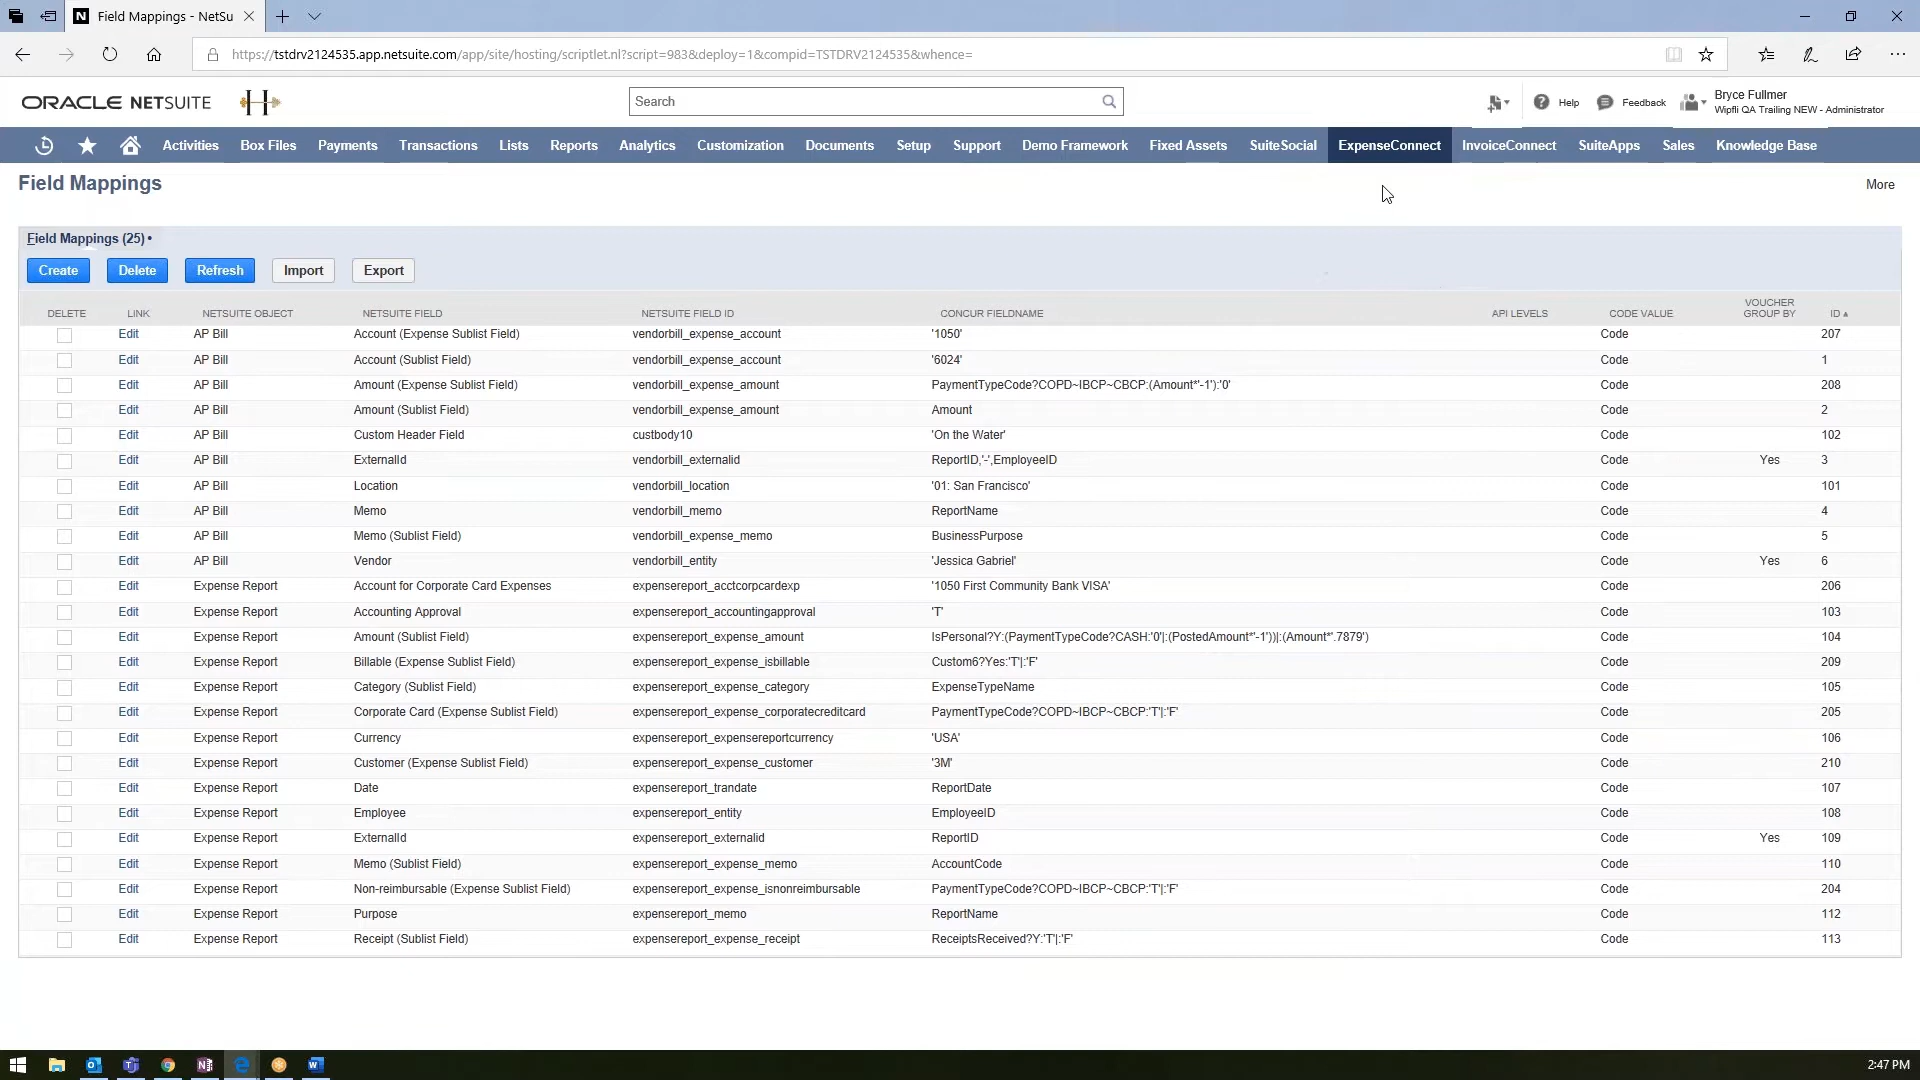 Field Mappings - NetSu
https://tstdrv2124535.app.netsuite.com/app/site/hosting/scriptlet.nl?script=983&deploy=1&compid=TSTDRV2124535&whence=
ORACLE NETSUITE
H
Search
Help
Feedback
Bryce Fullmer
Wipfli QA Trailing NEW - Administrator
Activities Box Files Payments Transactions Lists Reports Analytics Customization Documents Setup Support Demo Framework Fixed Assets SuiteSocial ExpenseConnect InvoiceConnect SuiteApps Sales Knowledge Base
Field Mappings
More
Field Mappings (25) •
Create Delete Refresh Import Export
DELETE LINK NETSUITE OBJECT NETSUITE FIELD NETSUITE FIELD ID CONCUR FIELDNAME API LEVELS CODE VALUE VOUCHER GROUP BY ID ▲
Edit AP Bill Account (Expense Sublist Field) vendorbill_expense_account '1050' Code 207
Edit AP Bill Account (Sublist Field) vendorbill_expense_account '6024' Code 1
Edit AP Bill Amount (Expense Sublist Field) vendorbill_expense_amount PaymentTypeCode?COPD~IBCP~CBCP:(Amount*'-1'):'0' Code 208
Edit AP Bill Amount (Sublist Field) vendorbill_expense_amount Amount Code 2
Edit AP Bill Custom Header Field custbody10 'On the Water' Code 102
Edit AP Bill ExternalId vendorbill_externalid ReportID,'-',EmployeeID Code Yes 3
Edit AP Bill Location vendorbill_location '01: San Francisco' Code 101
Edit AP Bill Memo vendorbill_memo ReportName Code 4
Edit AP Bill Memo (Sublist Field) vendorbill_expense_memo BusinessPurpose Code 5
Edit AP Bill Vendor vendorbill_entity 'Jessica Gabriel' Code Yes 6
Edit Expense Report Account for Corporate Card Expenses expensereport_acctcorpcardexp '1050 First Community Bank VISA' Code 206
Edit Expense Report Accounting Approval expensereport_accountingapproval 'T' Code 103
Edit Expense Report Amount (Sublist Field) expensereport_expense_amount IsPersonal?Y:(PaymentTypeCode?CASH:'0'|:(PostedAmount*'-1'))|:(Amount*'.7879') Code 104
Edit Expense Report Billable (Expense Sublist Field) expensereport_expense_isbillable Custom6?Yes:'T'|:'F' Code 209
Edit Expense Report Category (Sublist Field) expensereport_expense_category ExpenseTypeName Code 105
Edit Expense Report Corporate Card (Expense Sublist Field) expensereport_expense_corporatecreditcard PaymentTypeCode?COPD~IBCP~CBCP:'T'|:'F' Code 205
Edit Expense Report Currency expensereport_expensereportcurrency 'USA' Code 106
Edit Expense Report Customer (Expense Sublist Field) expensereport_expense_customer '3M' Code 210
Edit Expense Report Date expensereport_trandate ReportDate Code 107
Edit Expense Report Employee expensereport_entity EmployeeID Code 108
Edit Expense Report ExternalId expensereport_externalid ReportID Code Yes 109
Edit Expense Report Memo (Sublist Field) expensereport_expense_memo AccountCode Code 110
Edit Expense Report Non-reimbursable (Expense Sublist Field) expensereport_expense_isnonreimbursable PaymentTypeCode?COPD~IBCP~CBCP:'T'|:'F' Code 204
Edit Expense Report Purpose expensereport_memo ReportName Code 112
Edit Expense Report Receipt (Sublist Field) expensereport_expense_receipt ReceiptsReceived?Y:'T'|:'F' Code 113
2:47 PM